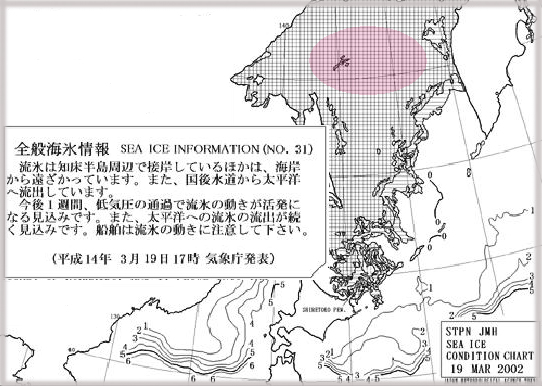 全般海氷情報 SEA ICE INFORMATION (NO. 31)
流氷は知床半島周辺で接岸しているほかは、海岸
から遠ざかっています。また、国後水道から太平洋
へ流出しています。
今後1週間、低気圧の通過で流氷の動きが活発に
なる見込みです。また、太平洋への流氷の流出が続
く見込みです。船舶は流氷の動きに注意して下さい。
(平成14年 3月19日17時 気象庁発表)
140
150
130
40
SHIRETOKO PEN.
STPN JMH
SEA ICE
CONDITION CHART
19 MAR 2002